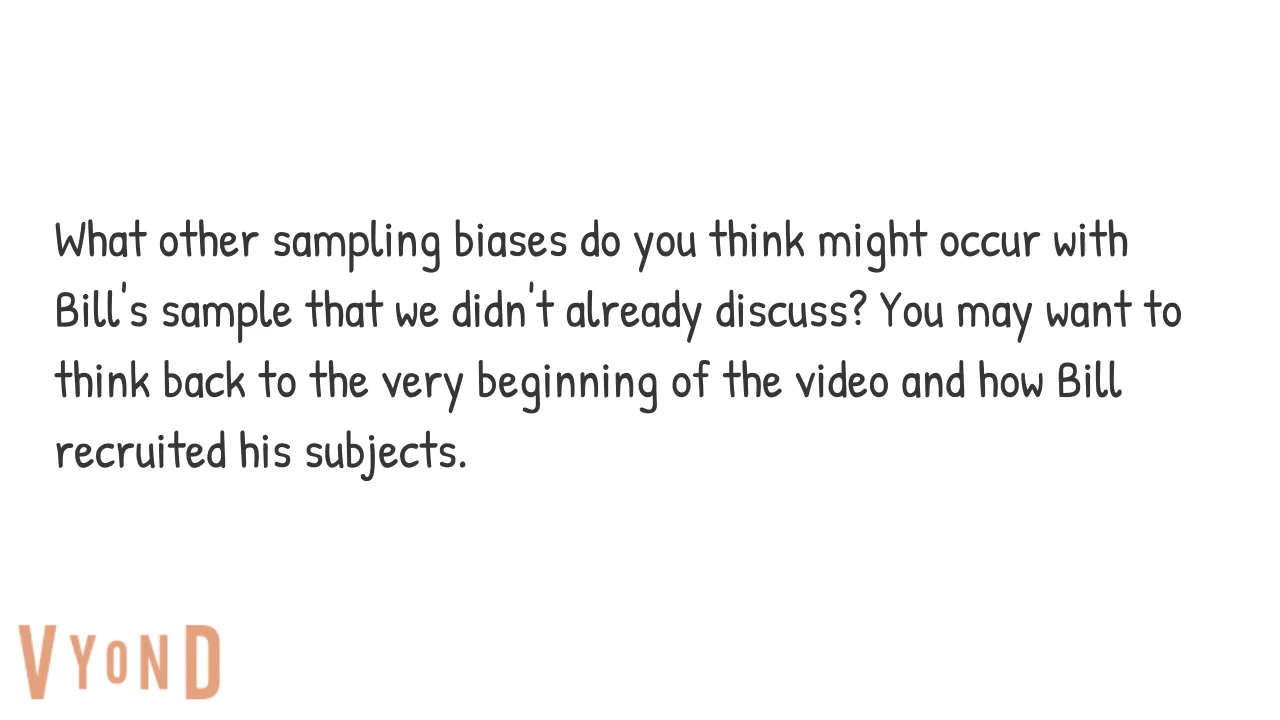 What other sampling biases do you think might occur with
Bill's sample that we didn't already discuss? You may want to
think back to the very beginning of the video and how Bill
recruited his subjects.
VYOND